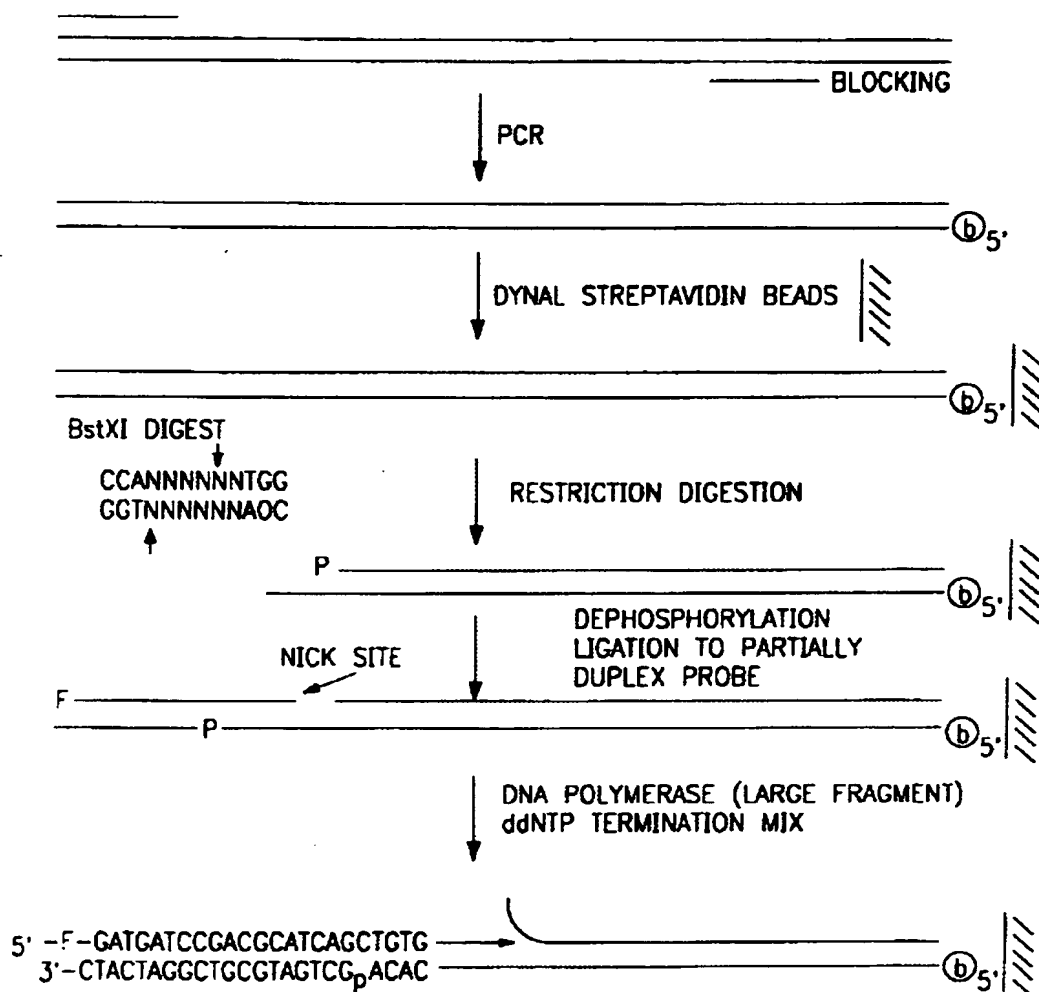 BLOCKING
PCR
b 5'
DYNAL STREPTAVIDIN BEADS
b 5'
BstXI DIGEST
CCANNNNNNTGG
GGTNNNNNNAOC
RESTRICTION DIGESTION
P
b 5'
DEPHOSPHORYLATION
LIGATION TO PARTIALLY
DUPLEX PROBE
NICK SITE
F
P
b 5'
DNA POLYMERASE (LARGE FRAGMENT)
ddNTP TERMINATION MIX
5' -F-GATGATCCGACGCATCAGCTGTG
3'-CTACTAGGCTGCGTAGTCGpACAC
b 5'